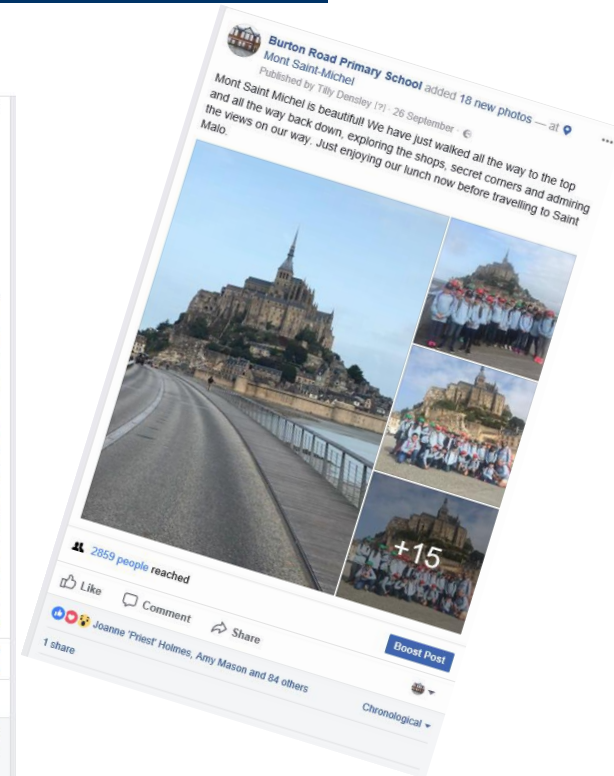 Burton Road Primary School added 18 new photos — at
Mont Saint-Michel
Published by Tilly Densley [?] · 26 September ·
Mont Saint Michel is beautiful! We have just walked all the way to the top
and all the way back down, exploring the shops, secret corners and admiring
the views on our way. Just enjoying our lunch now before travelling to Saint
Malo.
+15
2859 people reached
Boost Post
Like Comment Share
Joanne 'Priest' Holmes, Amy Mason and 84 others
1 share
Chronological